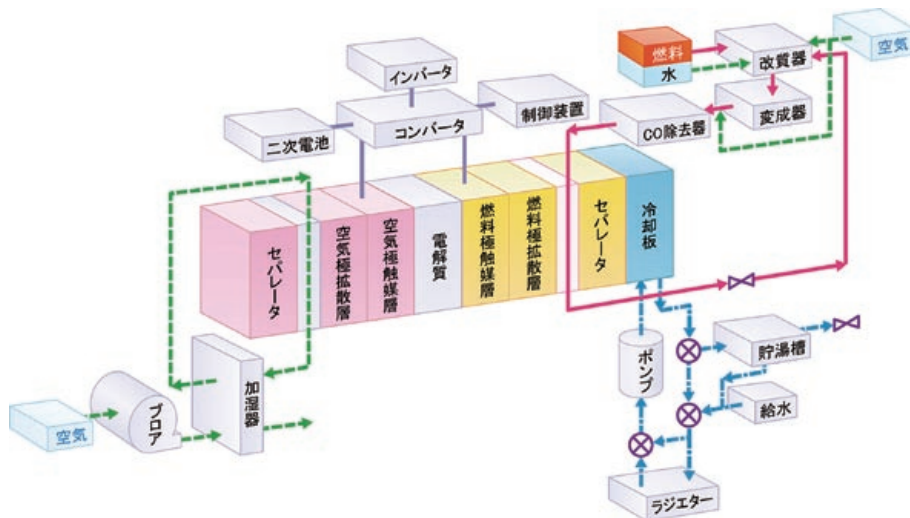 燃料
水
改質器
空気
インバータ
制御装置
コンバータ
二次電池
CO除去器
変成器
セパレータ
空気極拡散層
空気極触媒層
電解質
燃料極触媒層
燃料極拡散層
セパレータ
冷却板
空気
ブロア
加湿器
ポンプ
貯湯槽
給水
ラジエター